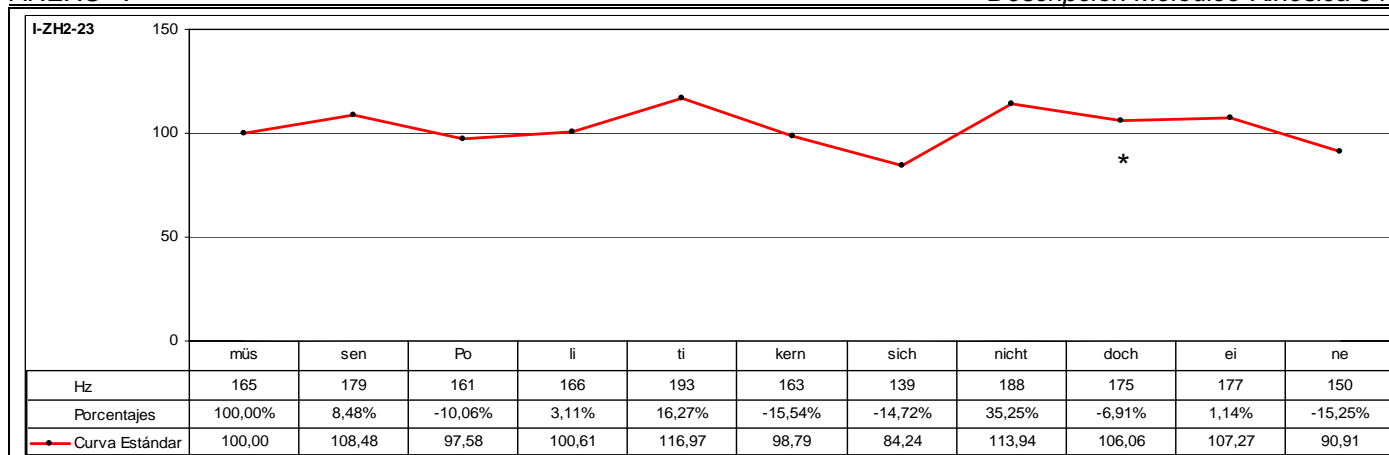 I-ZH2-23
150
100
*
50
0
müs sen Po li ti kern sich nicht doch ei ne
Hz 165 179 161 166 193 163 139 188 175 177 150
Porcentajes 100,00% 8,48% -10,06% 3,11% 16,27% -15,54% -14,72% 35,25% -6,91% 1,14% -15,25%
Curva Estándar 100,00 108,48 97,58 100,61 116,97 98,79 84,24 113,94 106,06 107,27 90,91